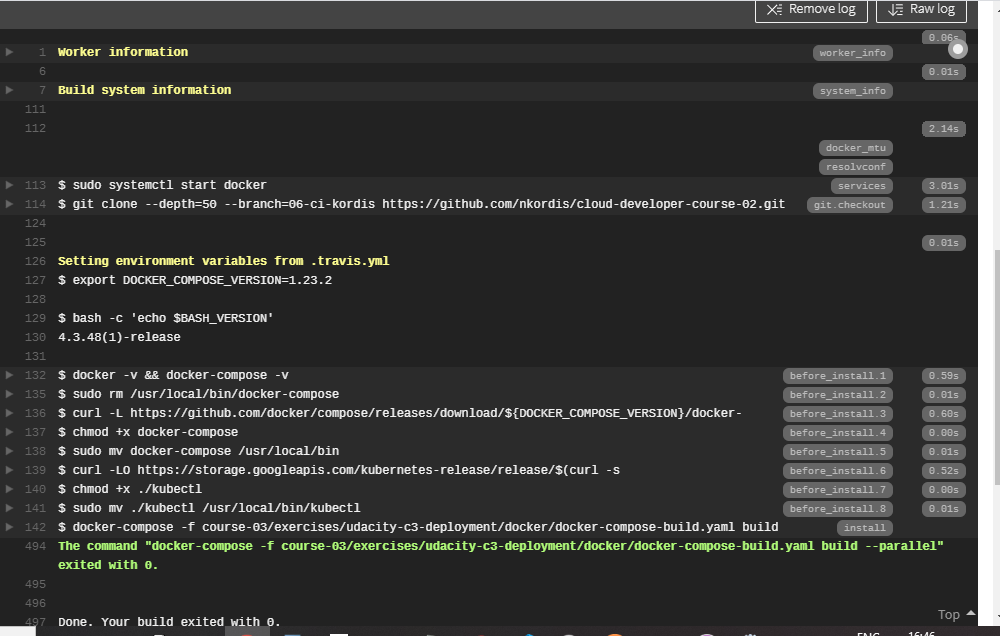 Remove log Raw log
0.06s
1 Worker information worker_info
6 0.01s
7 Build system information system_info
111
112 2.14s
docker_mtu
resolvconf
113 $ sudo systemctl start docker services 3.01s
114 $ git clone --depth=50 --branch=06-ci-kordis https://github.com/nkordis/cloud-developer-course-02.git git.checkout 1.21s
124
125 0.01s
126 Setting environment variables from .travis.yml
127 $ export DOCKER_COMPOSE_VERSION=1.23.2
128
129 $ bash -c 'echo $BASH_VERSION'
130 4.3.48(1)-release
131
132 $ docker -v && docker-compose -v before_install.1 0.59s
135 $ sudo rm /usr/local/bin/docker-compose before_install.2 0.01s
136 $ curl -L https://github.com/docker/compose/releases/download/${DOCKER_COMPOSE_VERSION}/docker- before_install.3 0.60s
137 $ chmod +x docker-compose before_install.4 0.00s
138 $ sudo mv docker-compose /usr/local/bin before_install.5 0.01s
139 $ curl -LO https://storage.googleapis.com/kubernetes-release/release/$(curl -s before_install.6 0.52s
140 $ chmod +x ./kubectl before_install.7 0.00s
141 $ sudo mv ./kubectl /usr/local/bin/kubectl before_install.8 0.01s
142 $ docker-compose -f course-03/exercises/udacity-c3-deployment/docker/docker-compose-build.yaml build install
494 The command "docker-compose -f course-03/exercises/udacity-c3-deployment/docker/docker-compose-build.yaml build --parallel"
exited with 0.
495
496
Top
497 Done. Your build exited with 0.
ENG 16:46